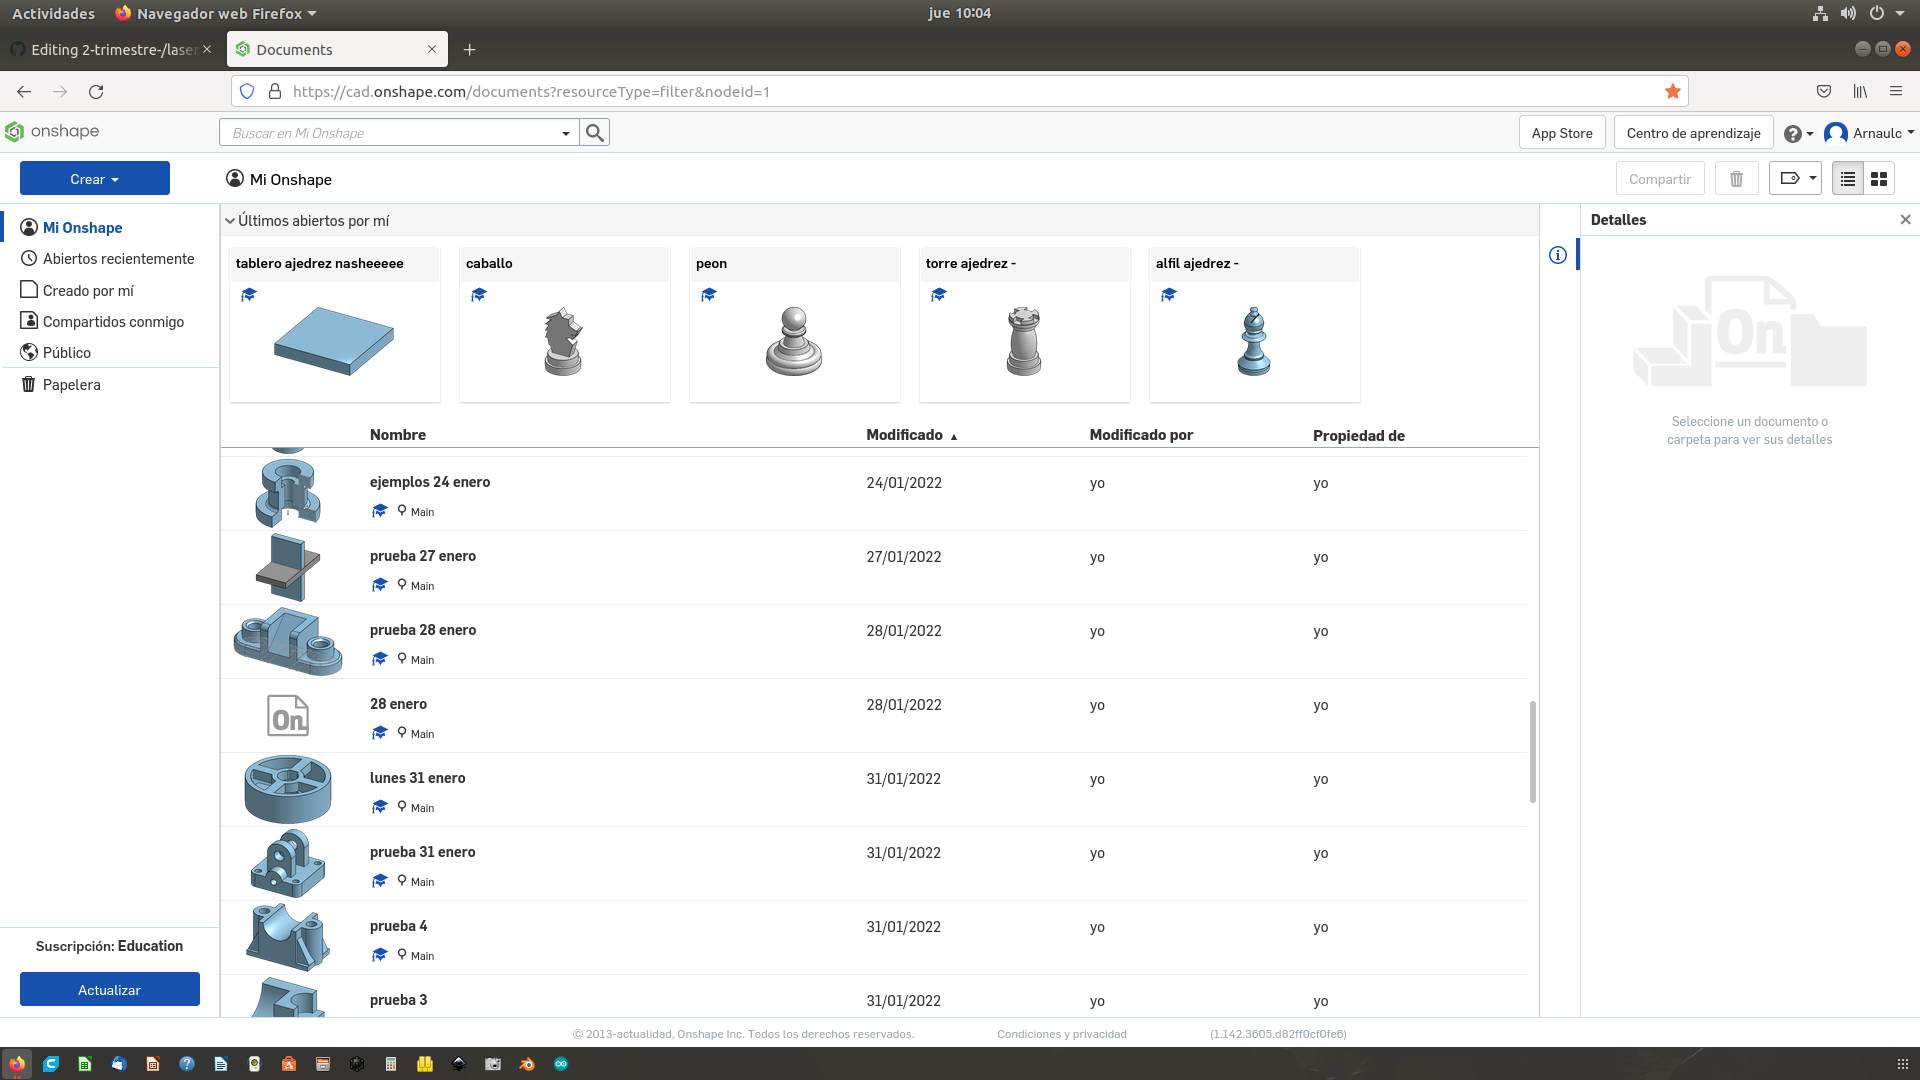 Actividades
Navegador web Firefox
jue 10:04
Editing 2-trimestre-/laser
Documents
https://cad.onshape.com/documents?resourceType=filter&nodeId=1
onshape
Buscar en Mi Onshape
App Store
Centro de aprendizaje
Arnaulc
Crear
Mi Onshape
Compartir
Mi Onshape
Abiertos recientemente
Creado por mí
Compartidos conmigo
Público
Papelera
Últimos abiertos por mí
tablero ajedrez nasheeeee
caballo
peon
torre ajedrez -
alfil ajedrez -
Nombre Modificado ▲ Modificado por Propiedad de
ejemplos 24 enero 24/01/2022 yo yo
Main
prueba 27 enero 27/01/2022 yo yo
Main
prueba 28 enero 28/01/2022 yo yo
Main
On
28 enero 28/01/2022 yo yo
Main
lunes 31 enero 31/01/2022 yo yo
Main
prueba 31 enero 31/01/2022 yo yo
Main
prueba 4 31/01/2022 yo yo
Main
prueba 3 31/01/2022 yo yo
Detalles
On
Seleccione un documento o
carpeta para ver sus detalles
Suscripción: Education
Actualizar
© 2013-actualidad, Onshape Inc. Todos los derechos reservados.
Condiciones y privacidad
(1.142.3605.d82ff0cf0fe6)